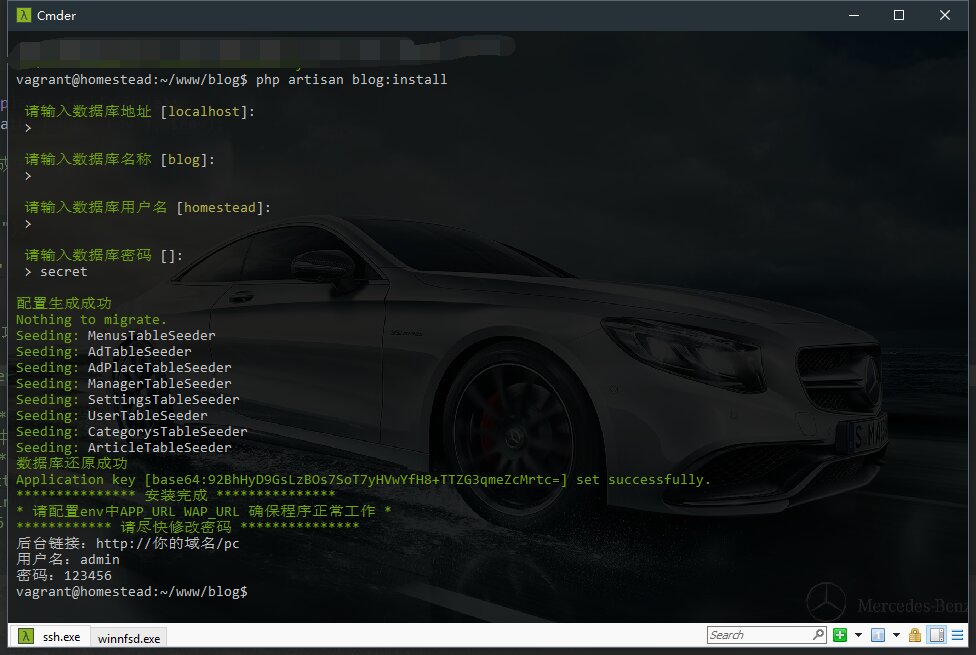 Cmder
vagrant@homestead:~/www/blog$ php artisan blog:install
请输入数据库地址 [localhost]:
>
请输入数据库名称 [blog]:
>
请输入数据库用户名 [homestead]:
>
请输入数据库密码 []:
> secret
配置生成成功
Nothing to migrate.
Seeding: MenusTableSeeder
Seeding: AdTableSeeder
Seeding: AdPlaceTableSeeder
Seeding: ManagerTableSeeder
Seeding: SettingsTableSeeder
Seeding: UserTableSeeder
Seeding: CategorysTableSeeder
Seeding: ArticleTableSeeder
数据库还原成功
Application key [base64:92BhHyD9GsLzBOs7SoT7yHVwYfH8+TTZG3qmeZcMrtc=] set successfully.
*************** 安装完成 ***************
* 请配置env中APP_URL WAP_URL 确保程序正常工作 *
************ 请尽快修改密码 ***************
后台链接: http://你的域名/pc
用户名: admin
密码: 123456
vagrant@homestead:~/www/blog$
Mercedes-Benz
ssh.exe
winnfsd.exe
Search